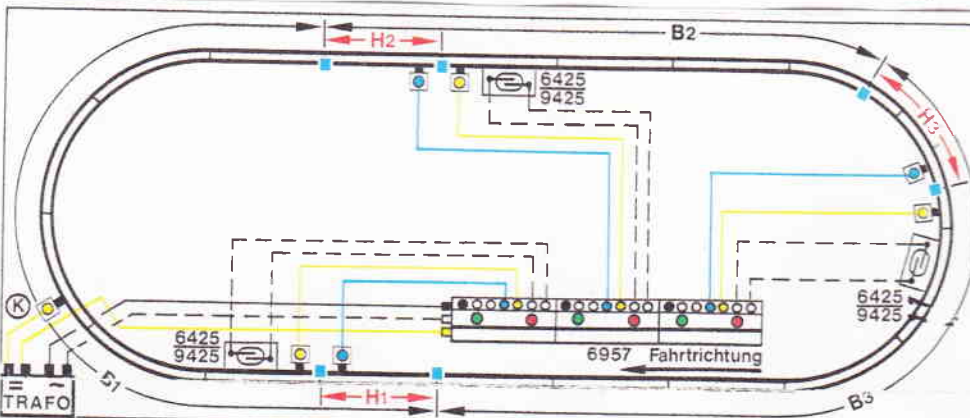 H2
B2
6425
9425
H3
K
6425
9425
6425
9425
6957 Fahrtrichtung
= ~
TRAFO
B1
H1
B3